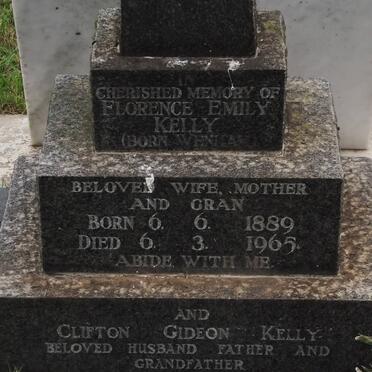 IN
CHERISHED MEMORY OF
FLORENCE EMILY
KELLY
(BORN
BELOVED WIFE, MOTHER
AND GRAN
BORN 6. 6. 1889
DIED 6. 3. 1965
ABIDE WITH ME
AND
CLIFTON GIDEON KELLY
BELOVED HUSBAND FATHER AND
GRANDFATHER